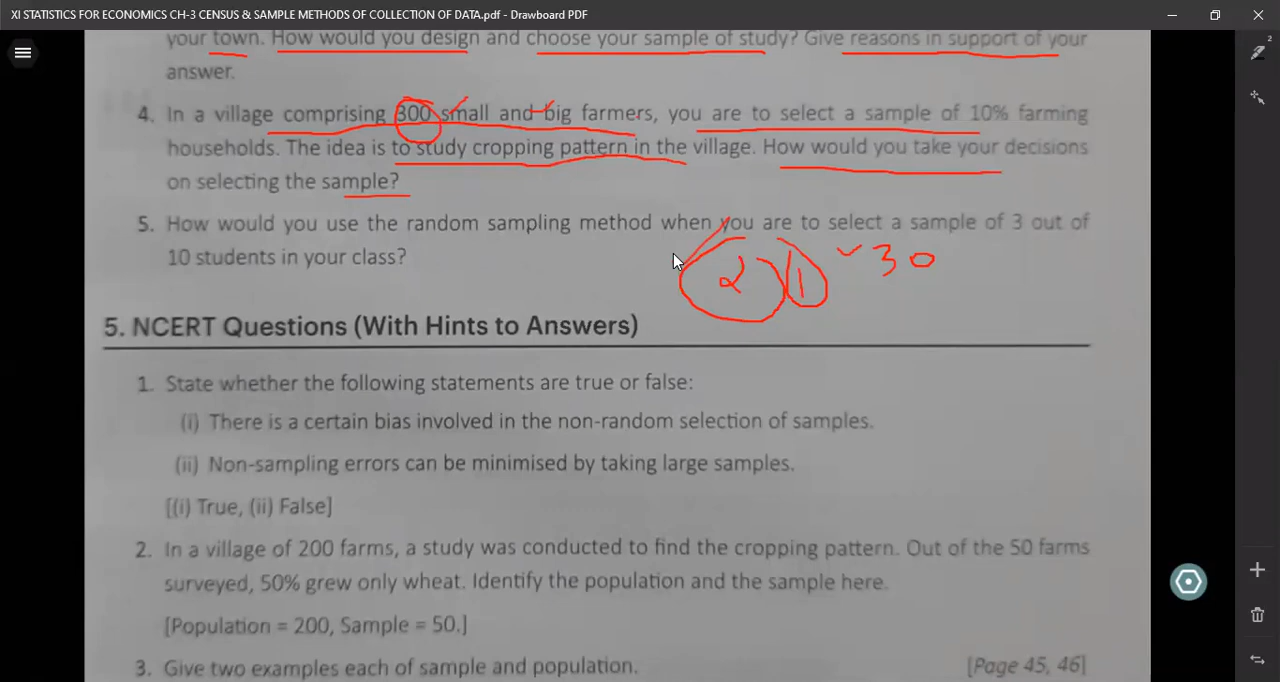 XI STATISTICS FOR ECONOMICS CH-3 CENSUS & SAMPLE METHODS OF COLLECTION OF DATA.pdf - Drawboard PDF
2
your town. How would you design and choose your sample of study? Give reasons in support of your
answer.
4. In a village comprising 300 small and big farmers, you are to select a sample of 10% farming
households. The idea is to study cropping pattern in the village. How would you take your decisions
on selecting the sample?
5. How would you use the random sampling method when you are to select a sample of 3 out of
10 students in your class?
2 1 30
5. NCERT Questions (With Hints to Answers)
1. State whether the following statements are true or false:
(i) There is a certain bias involved in the non-random selection of samples.
(ii) Non-sampling errors can be minimised by taking large samples.
[(i) True, (ii) False]
2. In a village of 200 farms, a study was conducted to find the cropping pattern. Out of the 50 farms
surveyed, 50% grew only wheat. Identify the population and the sample here.
[Population = 200, Sample = 50.]
3. Give two examples each of sample and population. [Page 45, 46]